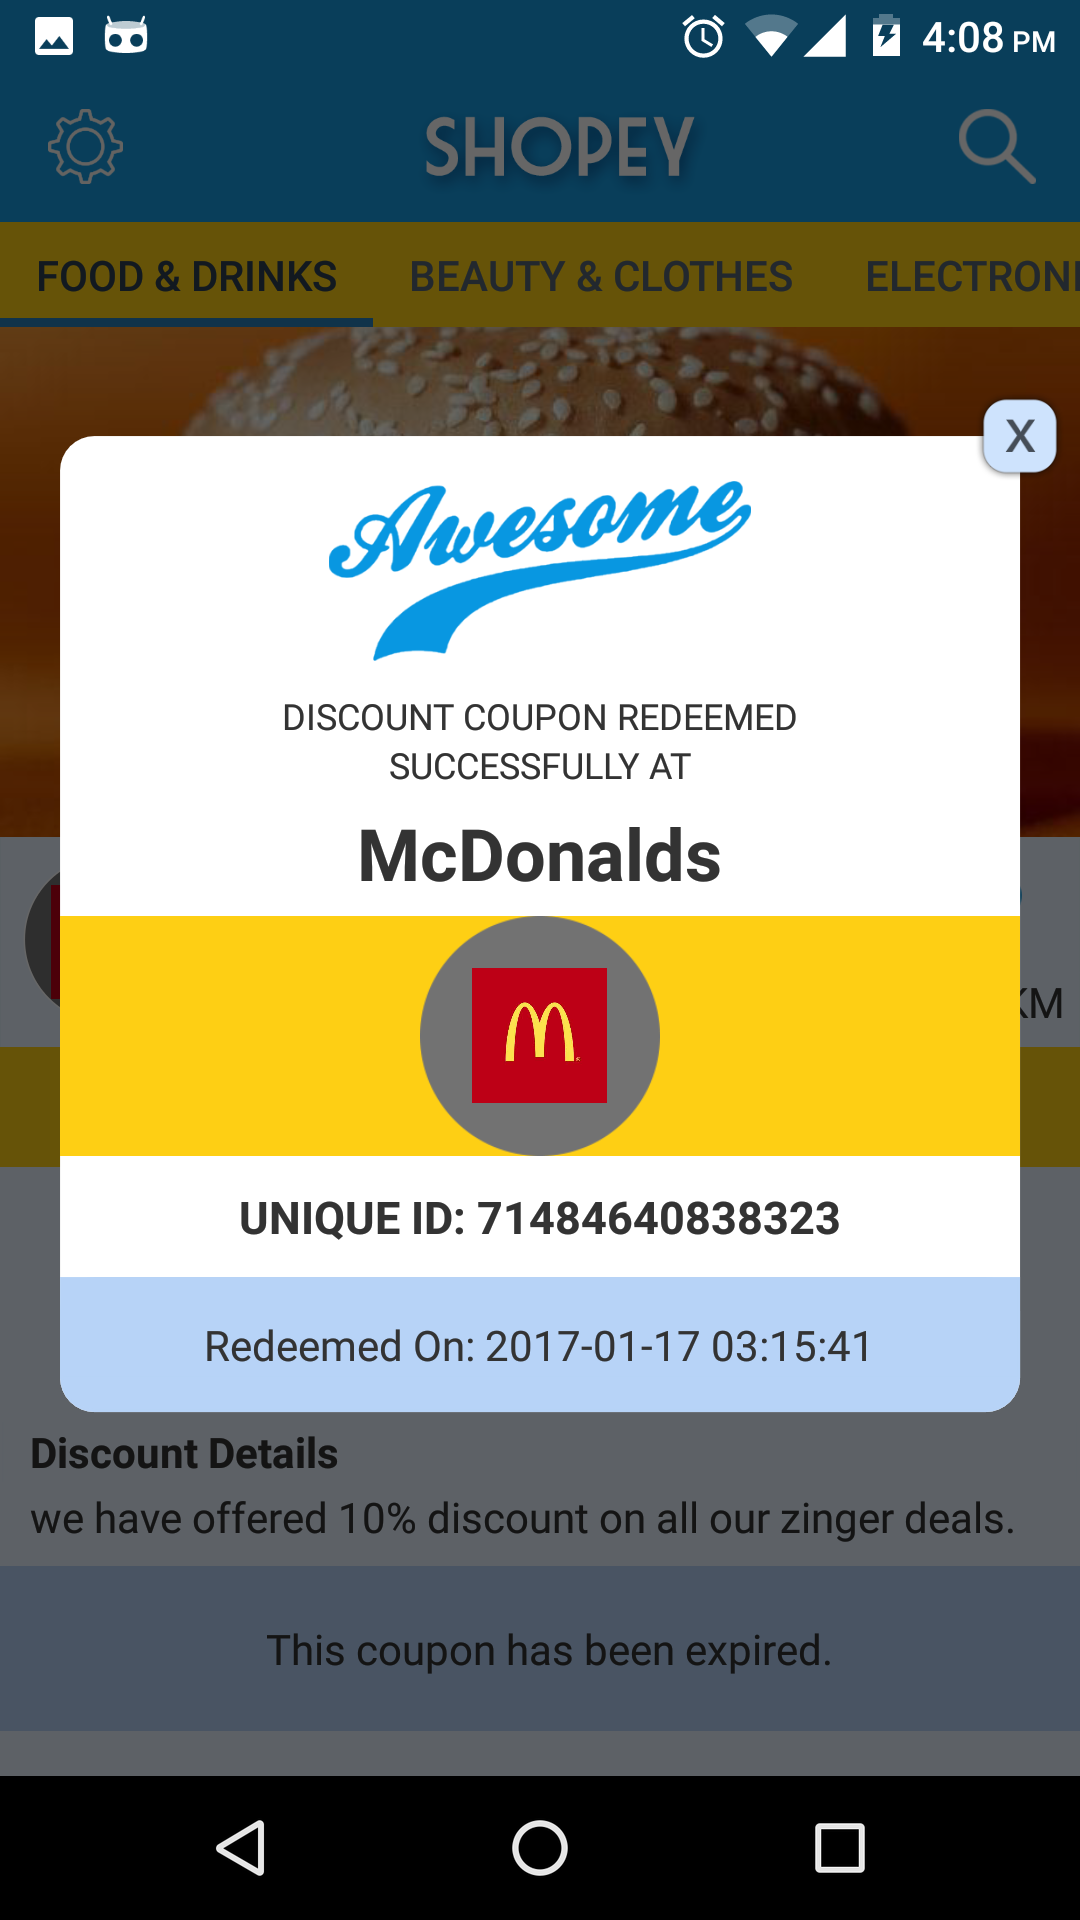 4:08 PM
SHOPEY
FOOD & DRINKS BEAUTY & CLOTHES ELECTRONI
X
Awesome
DISCOUNT COUPON REDEEMED
SUCCESSFULLY AT
McDonalds
KM
UNIQUE ID: 71484640838323
Redeemed On: 2017-01-17 03:15:41
Discount Details
we have offered 10% discount on all our zinger deals.
This coupon has been expired.